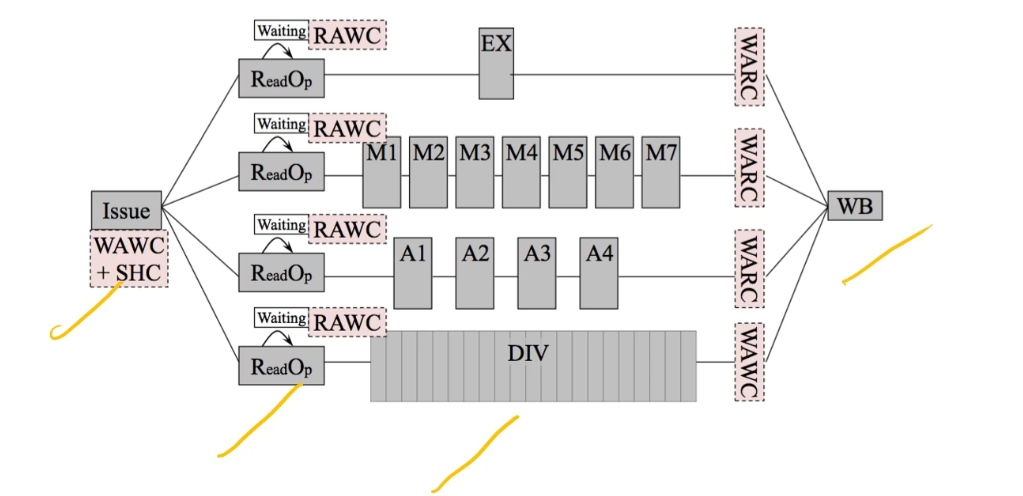 Waiting RAWC
ReadOp
EX
WARC
Waiting RAWC
ReadOp
M1 M2 M3 M4 M5 M6 M7
WARC
Issue
WAWC
+ SHC
WB
Waiting RAWC
ReadOp
A1 A2 A3 A4
WARC
Waiting RAWC
ReadOp
DIV
WAWC